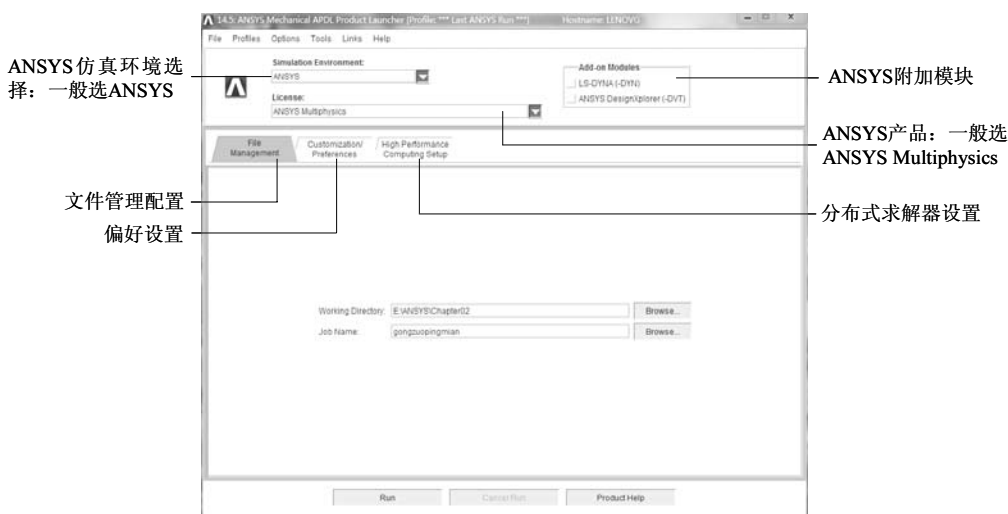 14.5: ANSYS Mechanical APDL Product Launcher [Profile: *** Last ANSYS Run ***] Hostname: LENOVG
File Profiles Options Tools Links Help
ANSYS仿真环境选
择：一般选ANSYS
Simulation Environment:
ANSYS
License:
ANSYS Multiphysics
Add-on Modules
LS-DYNA (-DYN)
ANSYS DesignXplorer (-DVT)
ANSYS附加模块
ANSYS产品：一般选
ANSYS Multiphysics
File
Management
Customization/
Preferences
High Performance
Computing Setup
文件管理配置
偏好设置
分布式求解器设置
Working Directory: E:\ANSYS\Chapter02 Browse...
Job Name: gongzuopingmian Browse...
Run Cancel Run Product Help